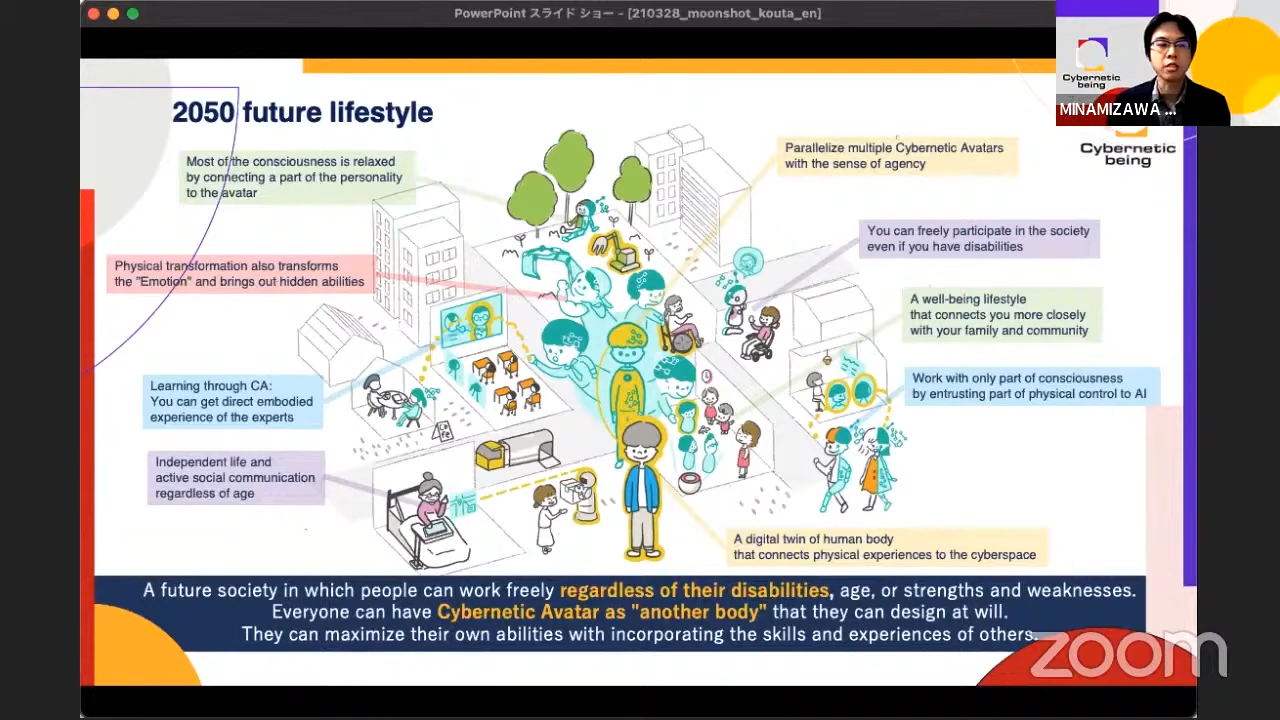 PowerPoint スライド ショー - [210328_moonshot_kouta_en]
Cybernetic
being
MINAMIZAWA ...
Cybernetic
being
2050 future lifestyle
Most of the consciousness is relaxed
by connecting a part of the personality
to the avatar
Parallelize multiple Cybernetic Avatars
with the sense of agency
You can freely participate in the society
even if you have disabilities
Physical transformation also transforms
the "Emotion" and brings out hidden abilities
A well-being lifestyle
that connects you more closely
with your family and community
Learning through CA:
You can get direct embodied
experience of the experts
Work with only part of consciousness
by entrusting part of physical control to AI
Independent life and
active social communication
regardless of age
A digital twin of human body
that connects physical experiences to the cyberspace
A future society in which people can work freely regardless of their disabilities, age, or strengths and weaknesses.
Everyone can have Cybernetic Avatar as "another body" that they can design at will.
They can maximize their own abilities with incorporating the skills and experiences of others.
zoom